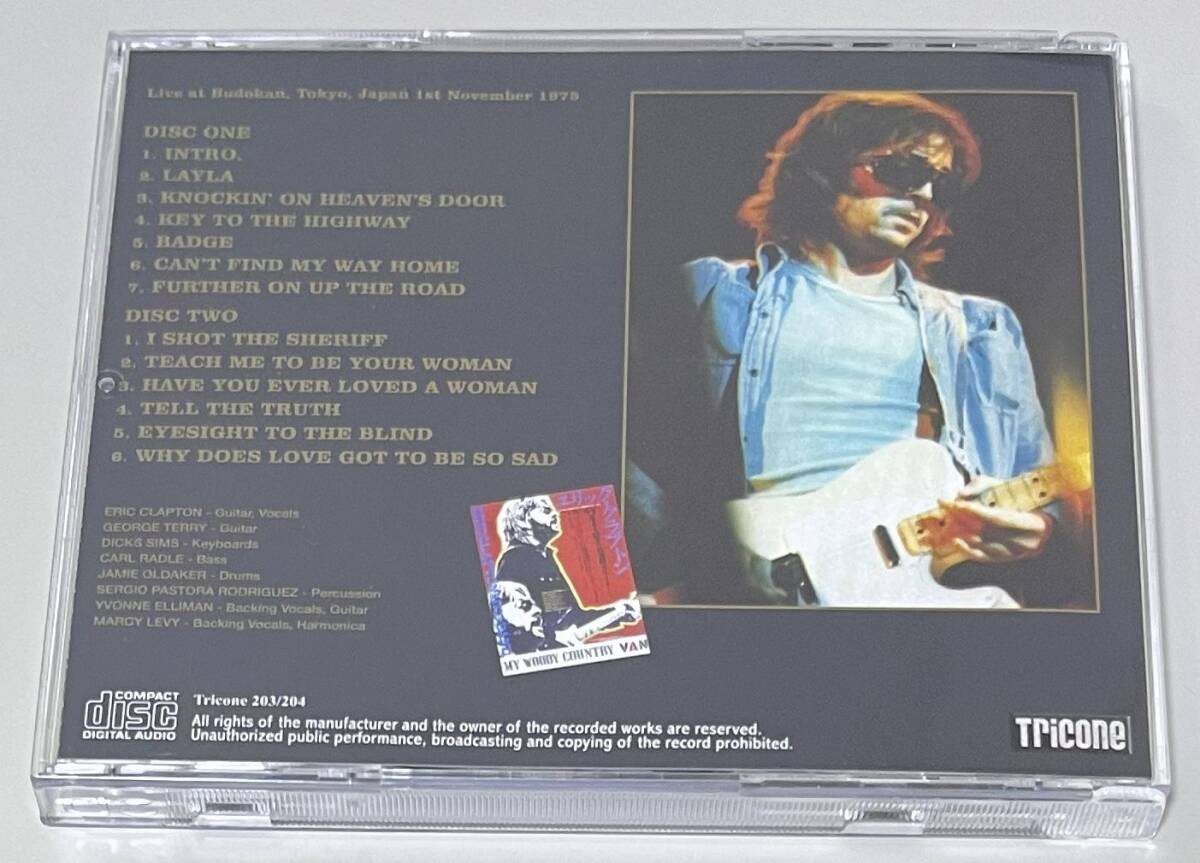 Live at Budokan, Tokyo, Japan 1st November 1975
DISC ONE
1. INTRO.
2. LAYLA
3. KNOCKIN' ON HEAVEN'S DOOR
4. KEY TO THE HIGHWAY
5. BADGE
6. CAN'T FIND MY WAY HOME
7. FURTHER ON UP THE ROAD
DISC TWO
1. I SHOT THE SHERIFF
2. TEACH ME TO BE YOUR WOMAN
3. HAVE YOU EVER LOVED A WOMAN
4. TELL THE TRUTH
5. EYESIGHT TO THE BLIND
6. WHY DOES LOVE GOT TO BE SO SAD
ERIC CLAPTON - Guitar, Vocals
GEORGE TERRY - Guitar
DICKS SIMS - Keyboards
CARL RADLE - Bass
JAMIE OLDAKER - Drums
SERGIO PASTORA RODRIGUEZ - Percussion
YVONNE ELLIMAN - Backing Vocals, Guitar
MARCY LEVY - Backing Vocals, Harmonica
MY WOODY COUNTRY VAN
COMPACT
disc
DIGITAL AUDIO
Tricone 203/204
All rights of the manufacturer and the owner of the recorded works are reserved.
Unauthorized public performance, broadcasting and copying of the record prohibited.
TRICONE